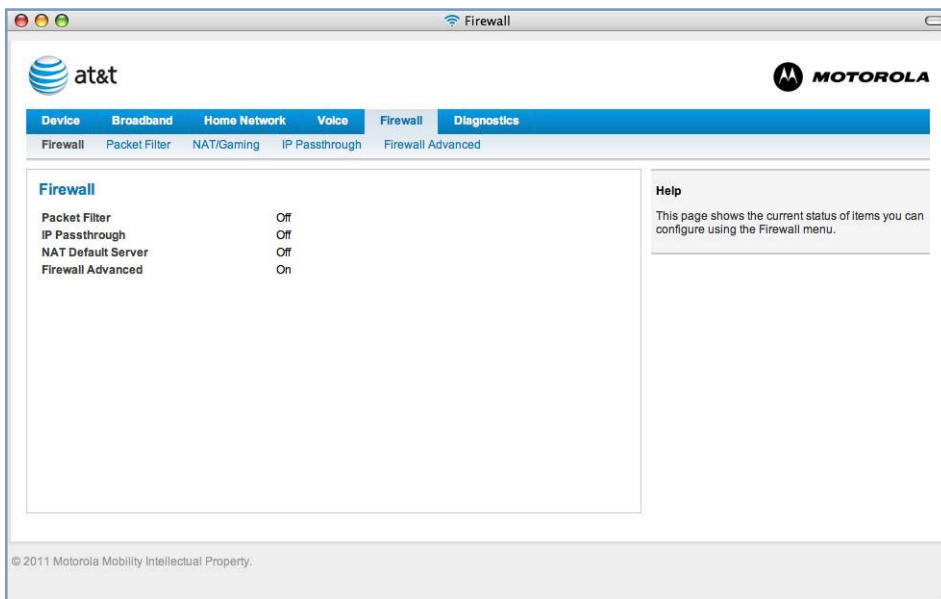 Firewall
at&t
MOTOROLA
Device Broadband Home Network Voice Firewall Diagnostics
Firewall Packet Filter NAT/Gaming IP Passthrough Firewall Advanced
Firewall
Packet Filter Off
IP Passthrough Off
NAT Default Server Off
Firewall Advanced On
Help
This page shows the current status of items you can
configure using the Firewall menu.
© 2011 Motorola Mobility Intellectual Property.